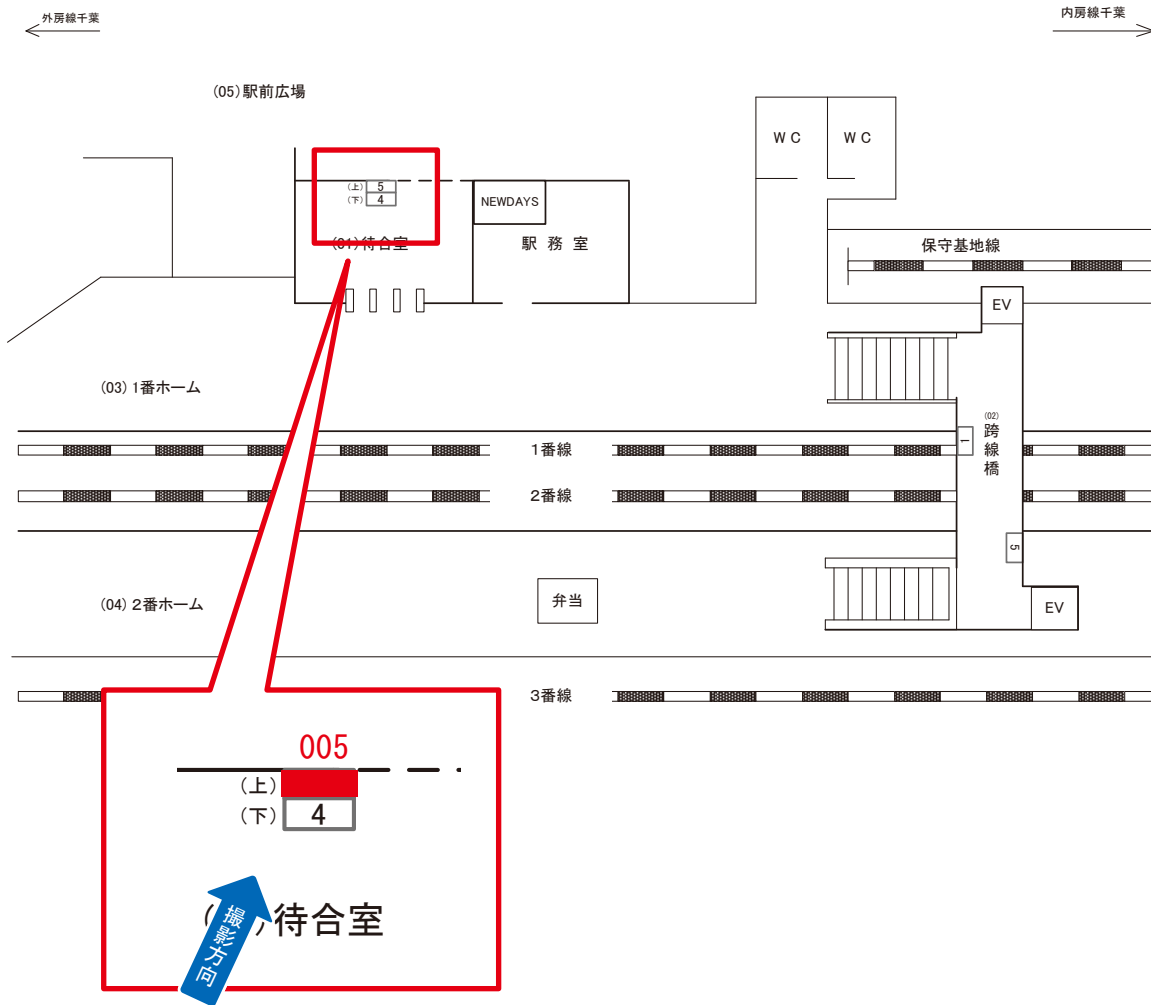 外房線千葉
内房線千葉
(05)駅前広場
WC
WC
(上) 5
(下) 4
NEWDAYS
(01)待合室
駅務室
保守基地線
EV
(03) 1番ホーム
(02)
跨線橋
1
1番線
2番線
5
(04) 2番ホーム
弁当
EV
3番線
005
(上)
(下) 4
待合室
撮影方向